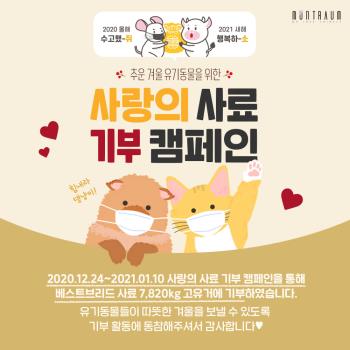 MÜNTRAUM
2020 올해
수고했-쥐
2021 새해
행복하-소
추운 겨울 유기동물을 위한
사랑의 사료
기부 캠페인
힘내라
댕냥이!
2020.12.24~2021.01.10 사랑의 사료 기부 캠페인을 통해
베스트브리드 사료 7,820kg 고유거에 기부하였습니다.
유기동물들이 따뜻한 겨울을 보낼 수 있도록
기부 활동에 동참해주셔서 감사합니다♥